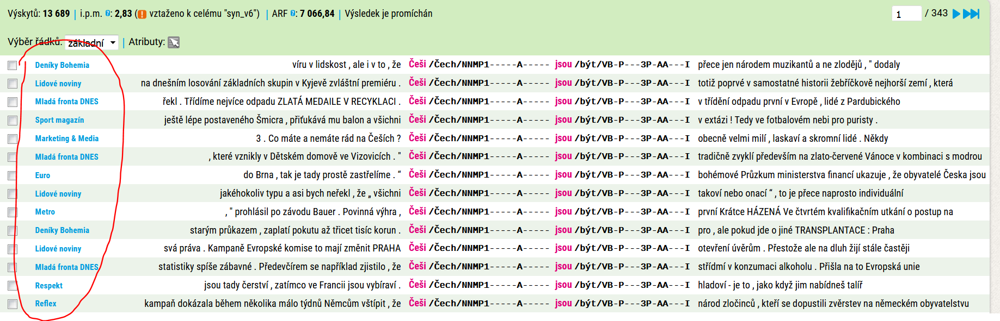 Výskytů: 13 689 | i.p.m. ?: 2,83 (! vztaženo k celému "syn_v6") | ARF ?: 7 066,84 | Výsledek je promíchán 1 / 343
Výběr řádků: základní | Atributy:
Deníky Bohemia víru v lidskost , ale i v to , že Češi /Čech/NNMP1-----A----- jsou /být/VB-P---3P-AA---I přece jen národem muzikantů a ne zlodějů , " dodaly
Lidové noviny na dnešním losování základních skupin v Kyjevě zvláštní premiéru . Češi /Čech/NNMP1-----A----- jsou /být/VB-P---3P-AA---I totiž poprvé v samostatné historii žebříčkově nejhorší zemí , která
Mladá fronta DNES řekl . Třídíme nejvíce odpadu ZLATÁ MEDAILE V RECYKLACI . Češi /Čech/NNMP1-----A----- jsou /být/VB-P---3P-AA---I v třídění odpadu první v Evropě , lidé z Pardubického
Sport magazín ještě lépe postaveného Šmicra , přiťukává mu balon a všichni Češi /Čech/NNMP1-----A----- jsou /být/VB-P---3P-AA---I v extázi ! Tedy ve fotbalovém nebi pro puristy .
Marketing & Media 3 . Co máte a nemáte rád na Češích ? Češi /Čech/NNMP1-----A----- jsou /být/VB-P---3P-AA---I obecně velmi milí , laskaví a skromní lidé . Někdy
Mladá fronta DNES , které vznikly v Dětském domově ve Vizovicích . " Češi /Čech/NNMP1-----A----- jsou /být/VB-P---3P-AA---I tradičně zvyklí především na zlato-červené Vánoce v kombinaci s modrou
Euro do Brna , tak je tady prostě zastřelíme . “ Češi /Čech/NNMP1-----A----- jsou /být/VB-P---3P-AA---I bohémové Průzkum ministerstva financí ukazuje , že obyvatelé Česka jsou
Lidové noviny jakéhokoliv typu a asi bych neřekl , že „ všichni Češi /Čech/NNMP1-----A----- jsou /být/VB-P---3P-AA---I takoví nebo onací “ , to je přece naprosto individuální
Metro , " prohlásil po závodu Bauer . Povinná výhra , Češi /Čech/NNMP1-----A----- jsou /být/VB-P---3P-AA---I první Krátce HÁZENÁ Ve čtvrtém kvalifikačním utkání o postup na
Deníky Bohemia starým průkazem , zaplatí pokutu až třicet tisíc korun . Češi /Čech/NNMP1-----A----- jsou /být/VB-P---3P-AA---I pro , ale pokud jde o jiné TRANSPLANTACE : Praha
Lidové noviny svá práva . Kampaně Evropské komise to mají změnit PRAHA Češi /Čech/NNMP1-----A----- jsou /být/VB-P---3P-AA---I otevření úvěrům . Přestože ale na dluh žijí stále častěji
Mladá fronta DNES statistiky spíše zábavné . Předevčírem se například zjistilo , že Češi /Čech/NNMP1-----A----- jsou /být/VB-P---3P-AA---I střídmí v konzumaci alkoholu . Přišla na to Evropská unie
Respekt jsou tady čerství , zatímco ve Francii jsou vybíraví . Češi /Čech/NNMP1-----A----- jsou /být/VB-P---3P-AA---I hladoví - je to , jako když jim nabídneš talíř
Reflex kampaň dokázala během několika málo týdnů Němcům vštípit , že Češi /Čech/NNMP1-----A----- jsou /být/VB-P---3P-AA---I národ zločinců , kteří se dopustili zvěrstev na německém obyvatelstvu